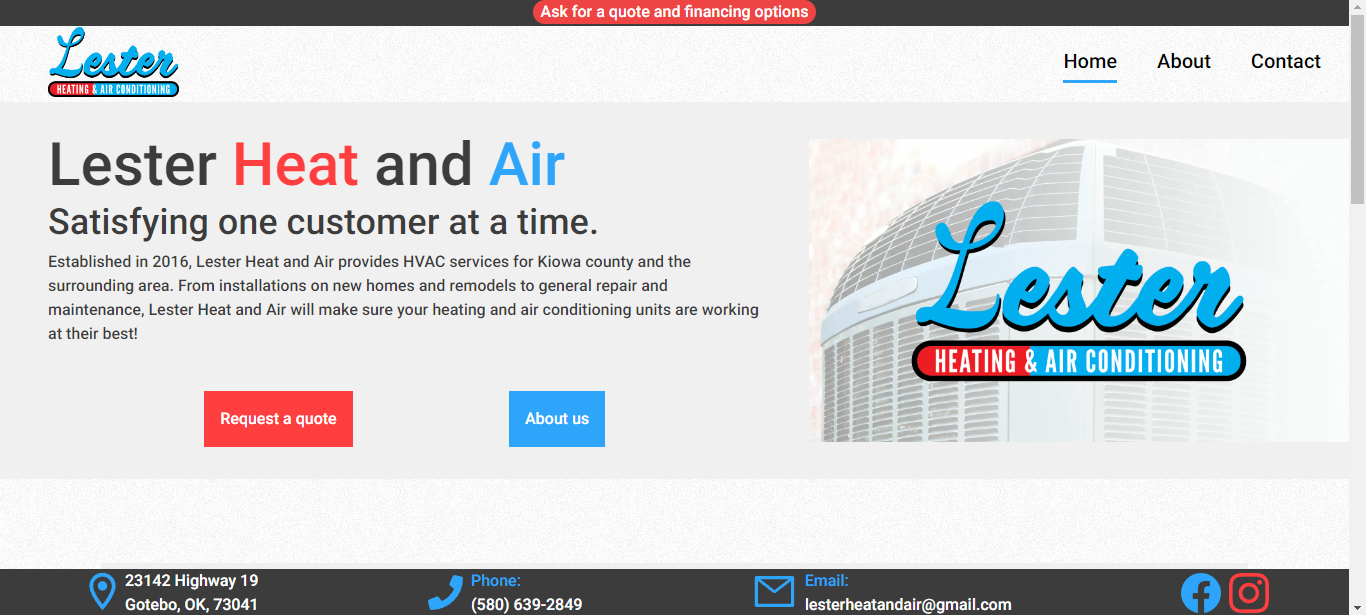 Ask for a quote and financing options
Lester
HEATING & AIR CONDITIONING
Home About Contact
Lester Heat and Air
Satisfying one customer at a time.
Established in 2016, Lester Heat and Air provides HVAC services for Kiowa county and the
surrounding area. From installations on new homes and remodels to general repair and
maintenance, Lester Heat and Air will make sure your heating and air conditioning units are working
at their best!
Request a quote
About us
Lester
HEATING & AIR CONDITIONING
23142 Highway 19
Gotebo, OK, 73041
Phone:
(580) 639-2849
Email:
lesterheatandair@gmail.com